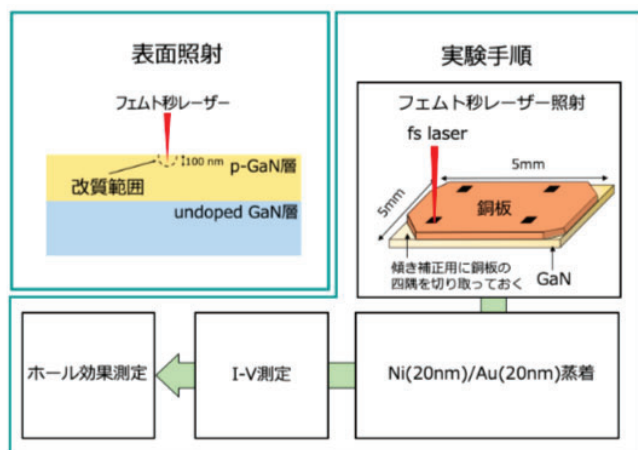 表面照射
フェムト秒レーザー
100 nm
p-GaN層
改質範囲
undoped GaN層
実験手順
フェムト秒レーザー照射
fs laser
5mm
5mm
銅板
傾き補正用に銅板の
四隅を切り取っておく
GaN
ホール効果測定
I-V測定
Ni(20nm)/Au(20nm)蒸着